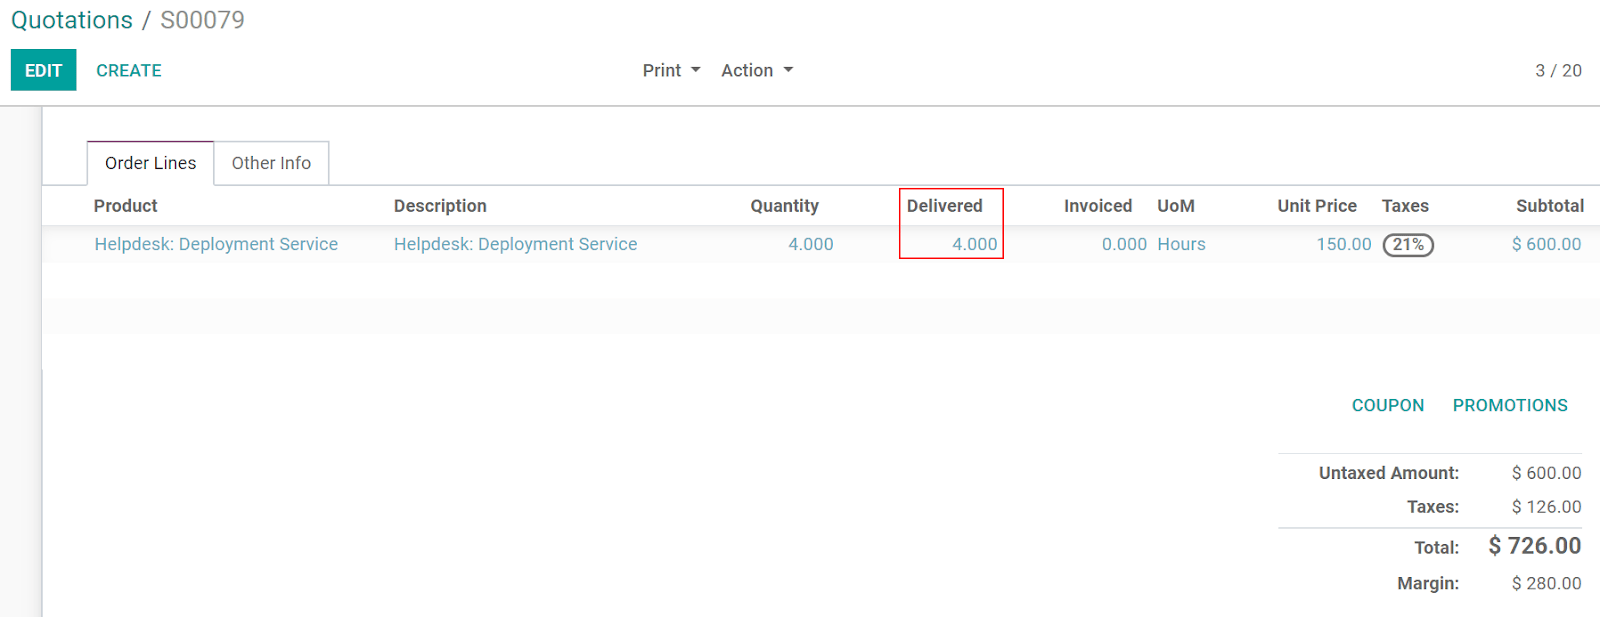 Quotations / S00079
EDIT CREATE Print Action 3 / 20
Order Lines Other Info
Product Description Quantity Delivered Invoiced UoM Unit Price Taxes Subtotal
Helpdesk: Deployment Service Helpdesk: Deployment Service 4.000 4.000 0.000 Hours 150.00 21% $ 600.00
COUPON PROMOTIONS
Untaxed Amount: $ 600.00
Taxes: $ 126.00
Total: $ 726.00
Margin: $ 280.00